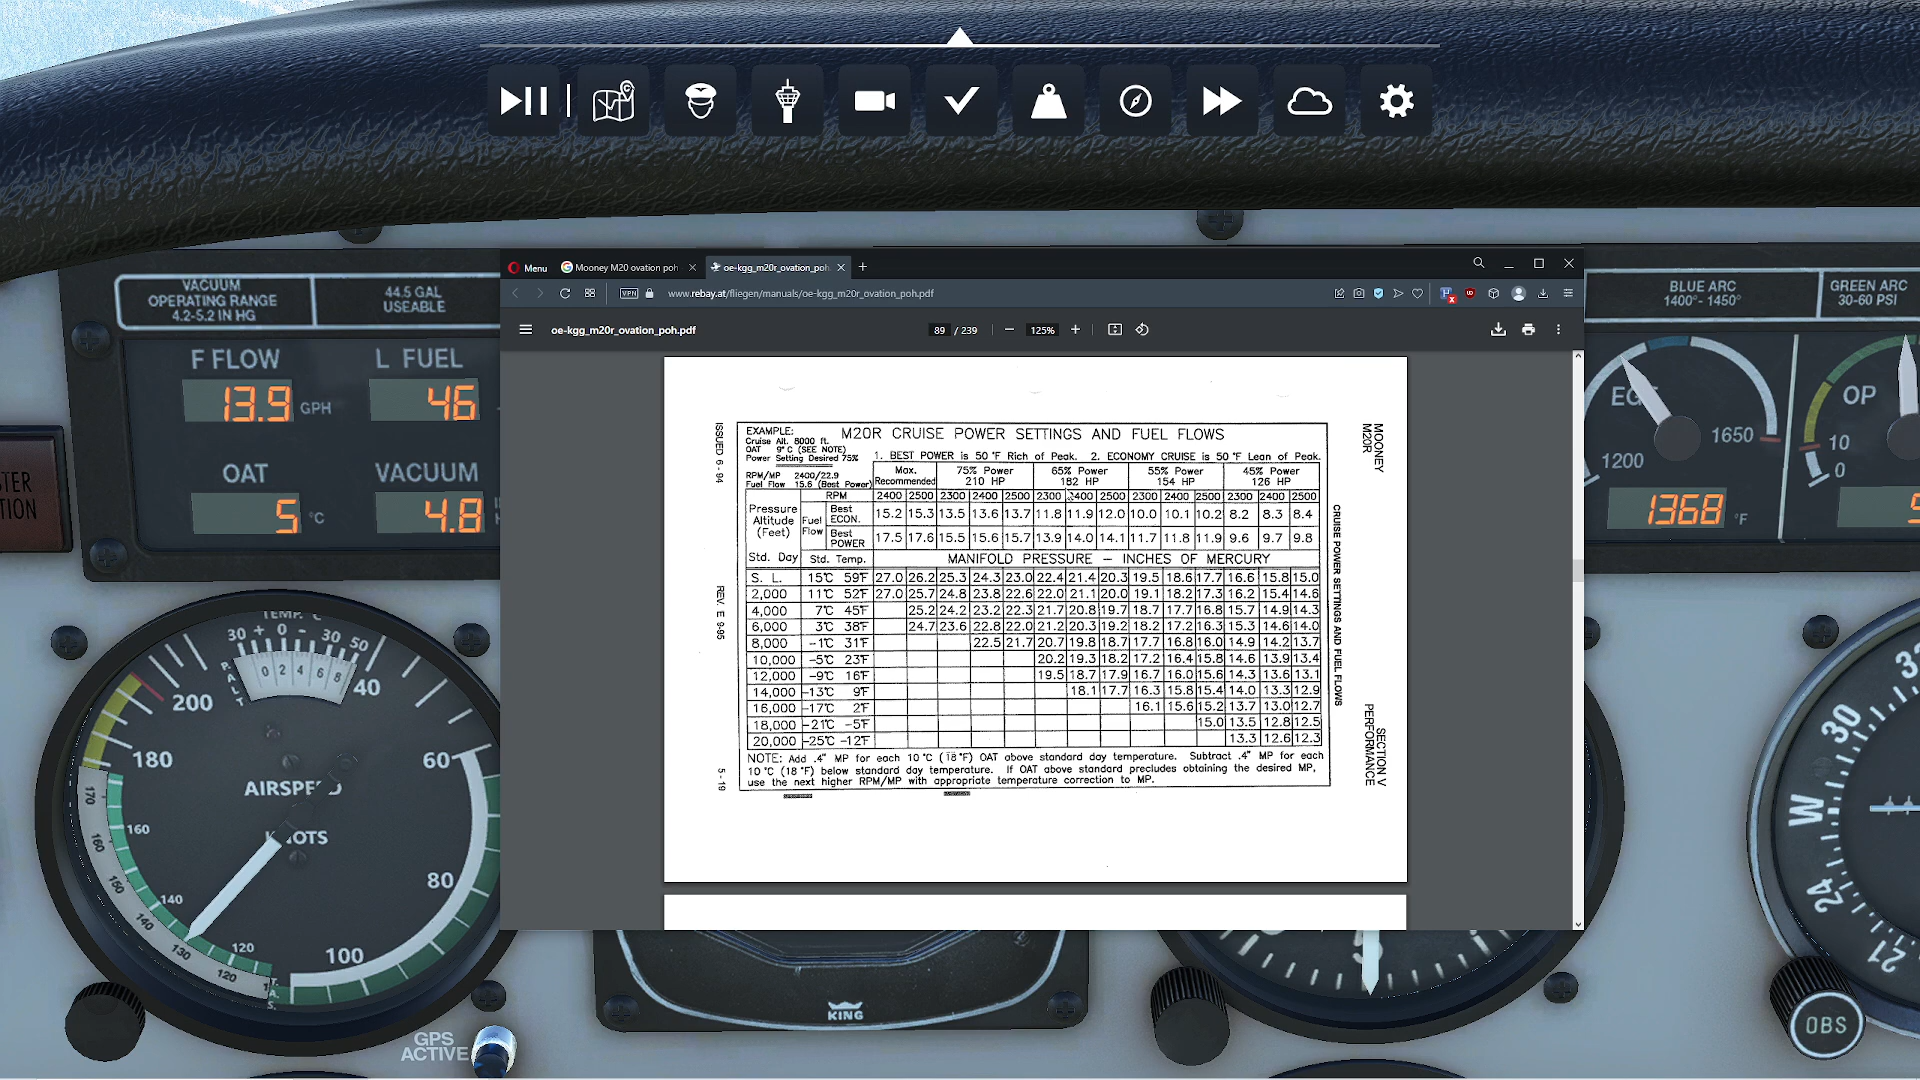 VACUUM
OPERATING RANGE
4.2-5.2 IN HG
44.5 GAL
USEABLE
F FLOW
13.9 GPH
L FUEL
46
OAT
5 °C
VACUUM
4.8
TEMP. °C
30 + 0 - 30 50
P. ALT
0 2 4 6 8
40
60
80
100
120
140
160
180
200
AIRSPE
KNOTS
170
160
150
140
130
120
T.A.S.
GPS
ACTIVE
Menu
Mooney M20 ovation poh
oe-kgg_m20r_ovation_poh.
VPN
www.rebay.at/fliegen/manuals/oe-kgg_m20r_ovation_poh.pdf
oe-kgg_m20r_ovation_poh.pdf
89 / 239
125%
ISSUED 6 - 94
REV. E 9-95
5 - 19
MOONEY
M20R
CRUISE POWER SETTINGS AND FUEL FLOWS
SECTION V
PERFORMANCE
EXAMPLE:
Cruise Alt. 8000 ft.
OAT 9°C (SEE NOTE)
Power Setting Desired 75%
RPM/MP 2400/22.9
Fuel Flow 15.6 (Best Power)
M20R CRUISE POWER SETTINGS AND FUEL FLOWS
1. BEST POWER is 50 °F Rich of Peak. 2. ECONOMY CRUISE is 50 °F Lean of Peak.
Max. Recommended
75% Power 210 HP
65% Power 182 HP
55% Power 154 HP
45% Power 126 HP
RPM 2400 2500 2300 2400 2500 2300 2400 2500 2300 2400 2500 2300 2400 2500
Pressure Altitude (Feet)
Fuel Flow
Best ECON. 15.2 15.3 13.5 13.6 13.7 11.8 11.9 12.0 10.0 10.1 10.2 8.2 8.3 8.4
Best POWER 17.5 17.6 15.5 15.6 15.7 13.9 14.0 14.1 11.7 11.8 11.9 9.6 9.7 9.8
Std. Day Std. Temp. MANIFOLD PRESSURE – INCHES OF MERCURY
S. L. 15°C 59°F 27.0 26.2 25.3 24.3 23.0 22.4 21.4 20.3 19.5 18.6 17.7 16.6 15.8 15.0
2,000 11°C 52°F 27.0 25.7 24.8 23.8 22.6 22.0 21.1 20.0 19.1 18.2 17.3 16.2 15.4 14.6
4,000 7°C 45°F 25.2 24.2 23.2 22.3 21.7 20.8 19.7 18.7 17.7 16.8 15.7 14.9 14.3
6,000 3°C 38°F 24.7 23.6 22.8 22.0 21.2 20.3 19.2 18.2 17.2 16.3 15.3 14.6 14.0
8,000 -1°C 31°F 22.5 21.7 20.7 19.8 18.7 17.7 16.8 16.0 14.9 14.2 13.7
10,000 -5°C 23°F 20.2 19.3 18.2 17.2 16.4 15.8 14.6 13.9 13.4
12,000 -9°C 16°F 19.5 18.7 17.9 16.7 16.0 15.6 14.3 13.6 13.1
14,000 -13°C 9°F 18.1 17.7 16.3 15.8 15.4 14.0 13.3 12.9
16,000 -17°C 2°F 16.1 15.6 15.2 13.7 13.0 12.7
18,000 -21°C -5°F 15.0 13.5 12.8 12.5
20,000 -25°C -12°F 13.3 12.6 12.3
NOTE: Add .4" MP for each 10 °C (18 °F) OAT above standard day temperature. Subtract .4" MP for each
10 °C (18 °F) below standard day temperature. If OAT above standard precludes obtaining the desired MP,
use the next higher RPM/MP with appropriate temperature correction to MP.
BLUE ARC
1400°- 1450°
GREEN ARC
30-60 PSI
EG
1200
1650
1368 °F
OP
10
0
KING
33
30
W
24
21
OBS